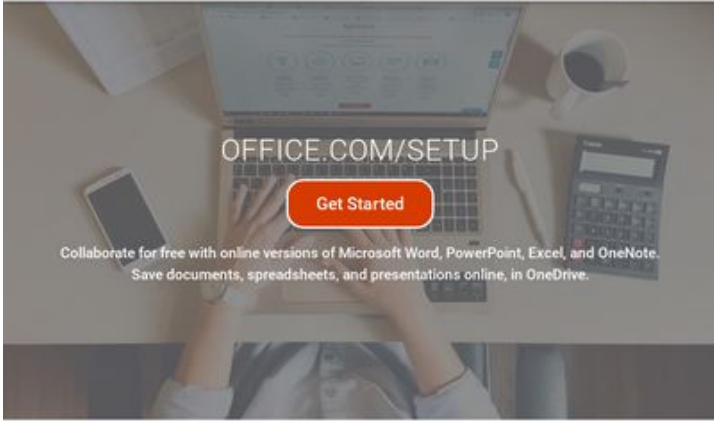 OFFICE.COM/SETUP
Get Started
Collaborate for free with online versions of Microsoft Word, PowerPoint, Excel, and OneNote.
Save documents, spreadsheets, and presentations online, in OneDrive.